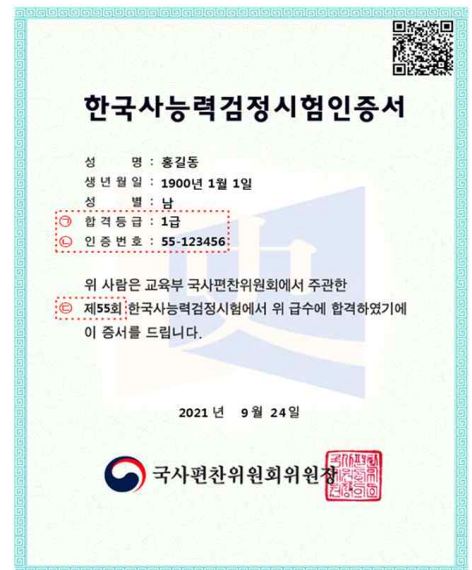 한국사능력검정시험인증서
성 명 : 홍길동
생 년 월 일 : 1900년 1월 1일
성 별 : 남
㉠ 합 격 등 급 : 1급
㉡ 인 증 번 호 : 55-123456
위 사람은 교육부 국사편찬위원회에서 주관한
㉢ 제55회 한국사능력검정시험에서 위 급수에 합격하였기에
이 증서를 드립니다.
2021 년 9 월 24 일
국사편찬위원회위원장
史